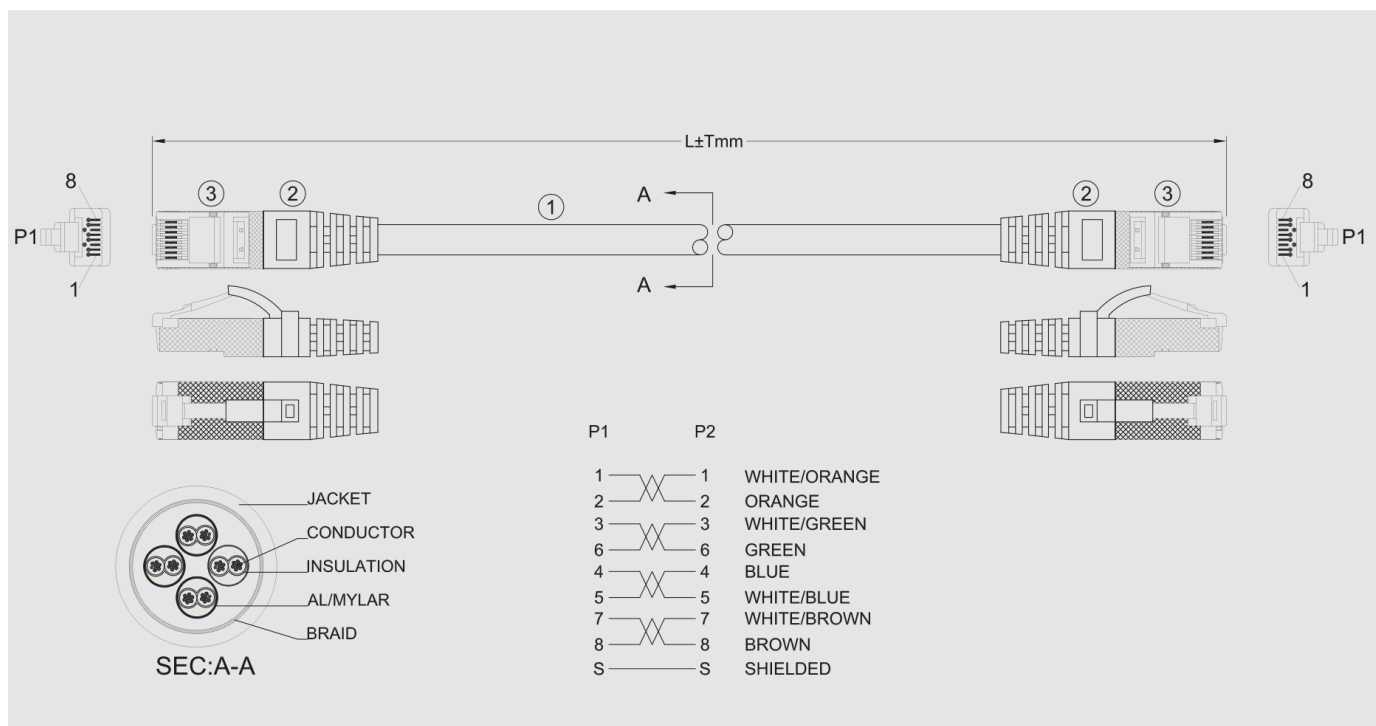 L±Tmm
8
3
2
1
A
2
3
8
P1
P1
1
A
1
P1 P2
1 1 WHITE/ORANGE
2 2 ORANGE
3 3 WHITE/GREEN
6 6 GREEN
4 4 BLUE
5 5 WHITE/BLUE
7 7 WHITE/BROWN
8 8 BROWN
S S SHIELDED
JACKET
CONDUCTOR
INSULATION
AL/MYLAR
BRAID
SEC:A-A